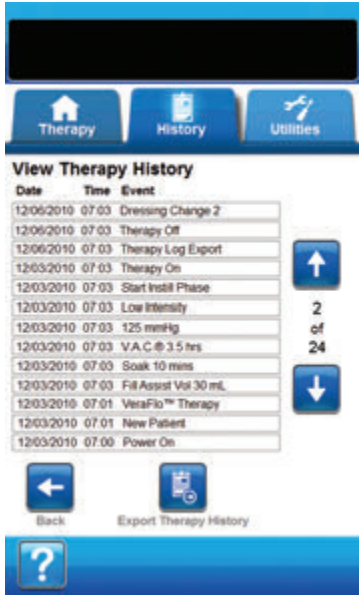 Therapy History Utilities
View Therapy History
Date Time Event
12/06/2010 07:03 Dressing Change 2
12/06/2010 07:03 Therapy Off
12/06/2010 07:03 Therapy Log Export
12/03/2010 07:03 Therapy On
12/03/2010 07:03 Start Instill Phase
12/03/2010 07:03 Low Intensity
12/03/2010 07:03 125 mmHg
12/03/2010 07:03 V.A.C.® 3.5 hrs
12/03/2010 07:03 Soak 10 mins
12/03/2010 07:03 Fill Assist Vol 30 mL
12/03/2010 07:01 VeraFlo™ Therapy
12/03/2010 07:01 New Patient
12/03/2010 07:00 Power On
2
of
24
Back Export Therapy History
?